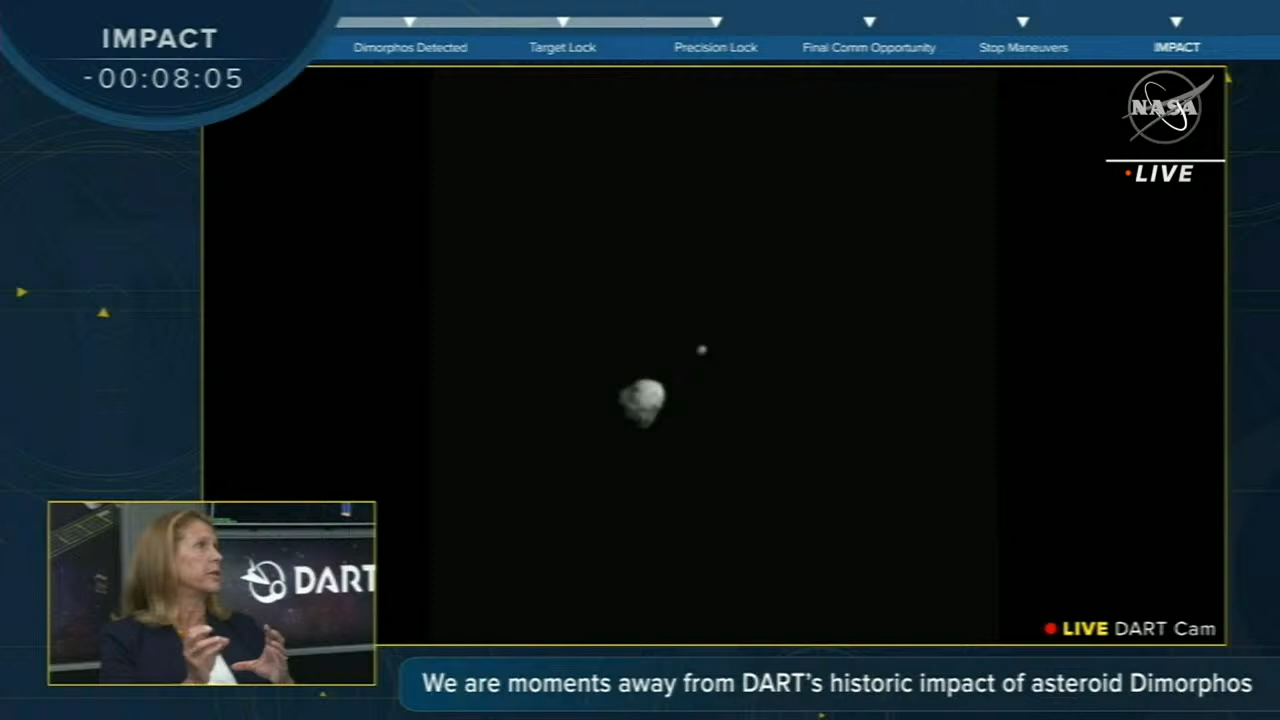 IMPACT
-00:08:05
Dimorphos Detected
Target Lock
Precision Lock
Final Comm Opportunity
Stop Maneuvers
IMPACT
NASA
LIVE
DART
LIVE DART Cam
We are moments away from DART's historic impact of asteroid Dimorphos